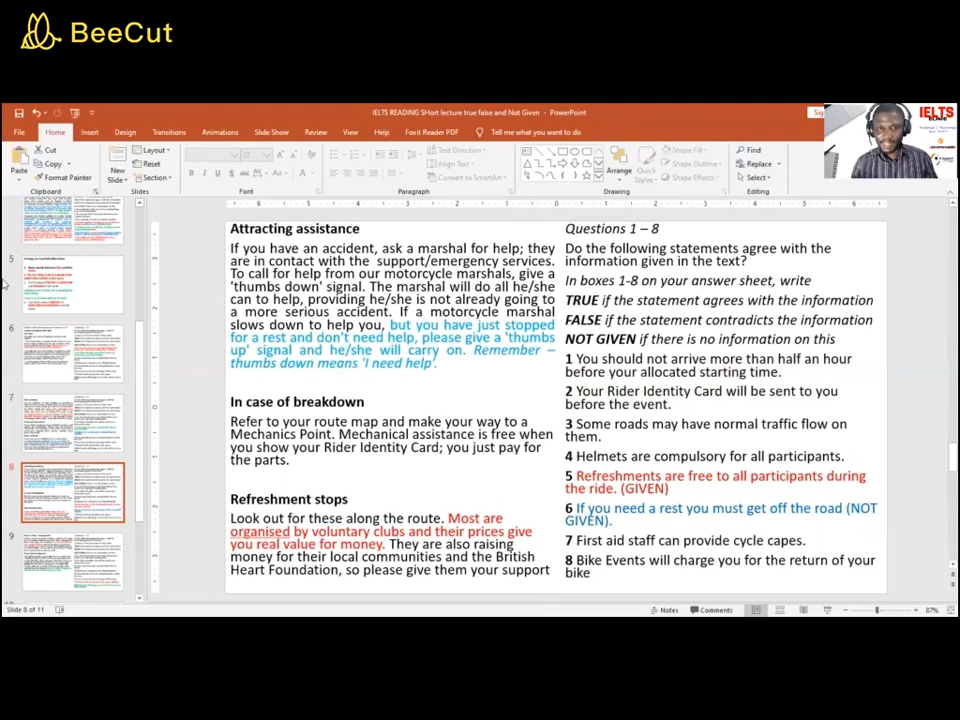 BeeCut
IELTS READING SHort lecture true false and Not Given - PowerPoint
Sig
IELTS
File Home Insert Design Transitions Animations Slide Show Review View Help Foxit Reader PDF Tell me what you want to do
Paste
Cut
Copy
Format Painter
Clipboard
New
Slide
Layout
Reset
Section
Slides
Font
Text Direction
Align Text
Convert to SmartArt
Paragraph
Arrange
Quick
Styles
Shape Fill
Shape Outline
Shape Effects
Drawing
Find
Replace
Select
Editing
5
6
7
8
9
Attracting assistance
If you have an accident, ask a marshal for help; they
are in contact with the support/emergency services.
To call for help from our motorcycle marshals, give a
'thumbs down' signal. The marshal will do all he/she
can to help, providing he/she is not already going to
a more serious accident. If a motorcycle marshal
slows down to help you, but you have just stopped
for a rest and don't need help, please give a 'thumbs
up' signal and he/she will carry on. Remember –
thumbs down means 'I need help'.
In case of breakdown
Refer to your route map and make your way to a
Mechanics Point. Mechanical assistance is free when
you show your Rider Identity Card; you just pay for
the parts.
Refreshment stops
Look out for these along the route. Most are
organised by voluntary clubs and their prices give
you real value for money. They are also raising
money for their local communities and the British
Heart Foundation, so please give them your support
Questions 1 – 8
Do the following statements agree with the
information given in the text?
In boxes 1-8 on your answer sheet, write
TRUE if the statement agrees with the information
FALSE if the statement contradicts the information
NOT GIVEN if there is no information on this
1 You should not arrive more than half an hour
before your allocated starting time.
2 Your Rider Identity Card will be sent to you
before the event.
3 Some roads may have normal traffic flow on
them.
4 Helmets are compulsory for all participants.
5 Refreshments are free to all participants during
the ride. (GIVEN)
6 If you need a rest you must get off the road (NOT
GIVEN).
7 First aid staff can provide cycle capes.
8 Bike Events will charge you for the return of your
bike
Slide 8 of 11
Notes
Comments
87%